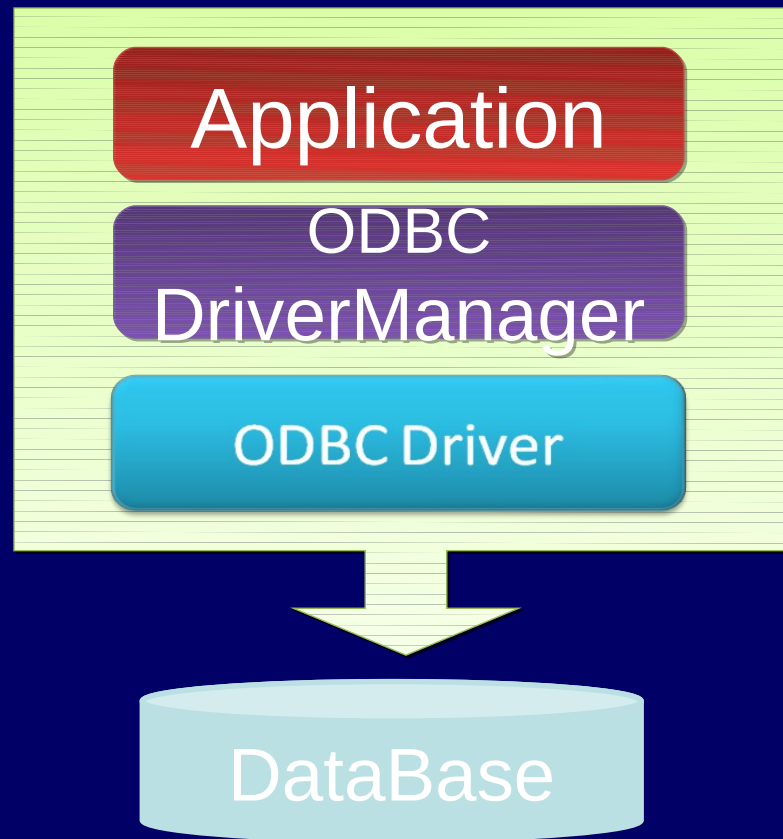 Application
ODBC
DriverManager
ODBC Driver
DataBase